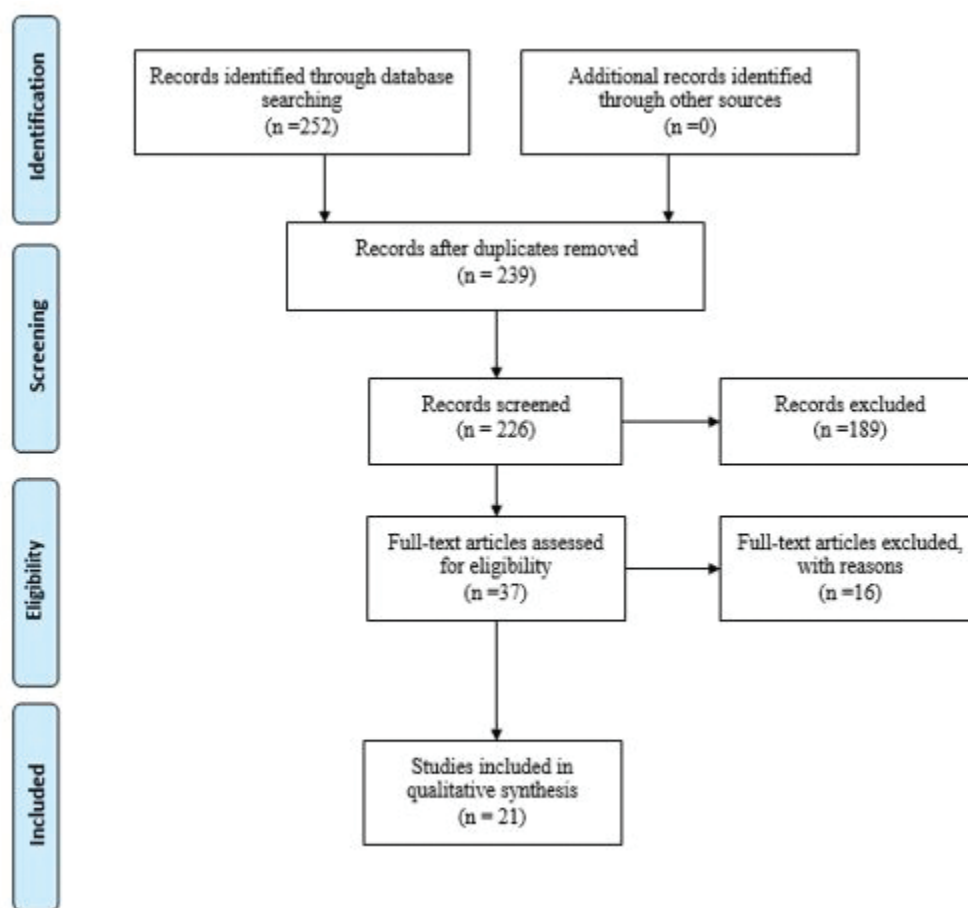 Identification
Records identified through database
searching
(n =252)
Additional records identified
through other sources
(n =0)
Screening
Records after duplicates removed
(n = 239)
Records screened
(n = 226)
Records excluded
(n =189)
Eligibility
Full-text articles assessed
for eligibility
(n =37)
Full-text articles excluded,
with reasons
(n =16)
Included
Studies included in
qualitative synthesis
(n = 21)